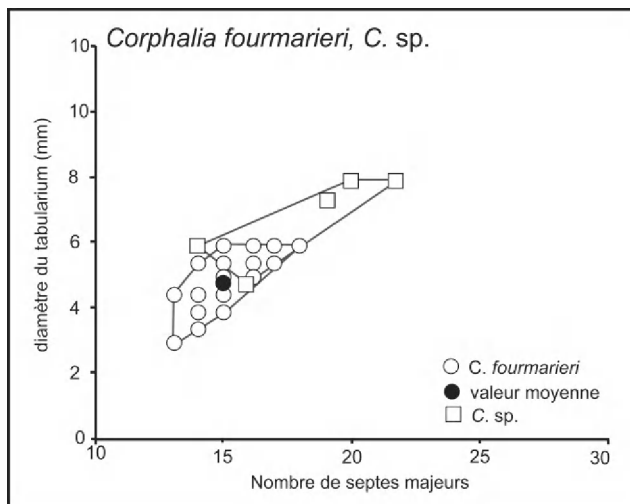 Corphalia fourmarieri, C. sp.
10
10
8
6
4
2
0
diamètre du tabularium (mm)
10
15
20
25
30
Nombre de septes majeurs
C. fourmarieri
valeur moyenne
C. sp.